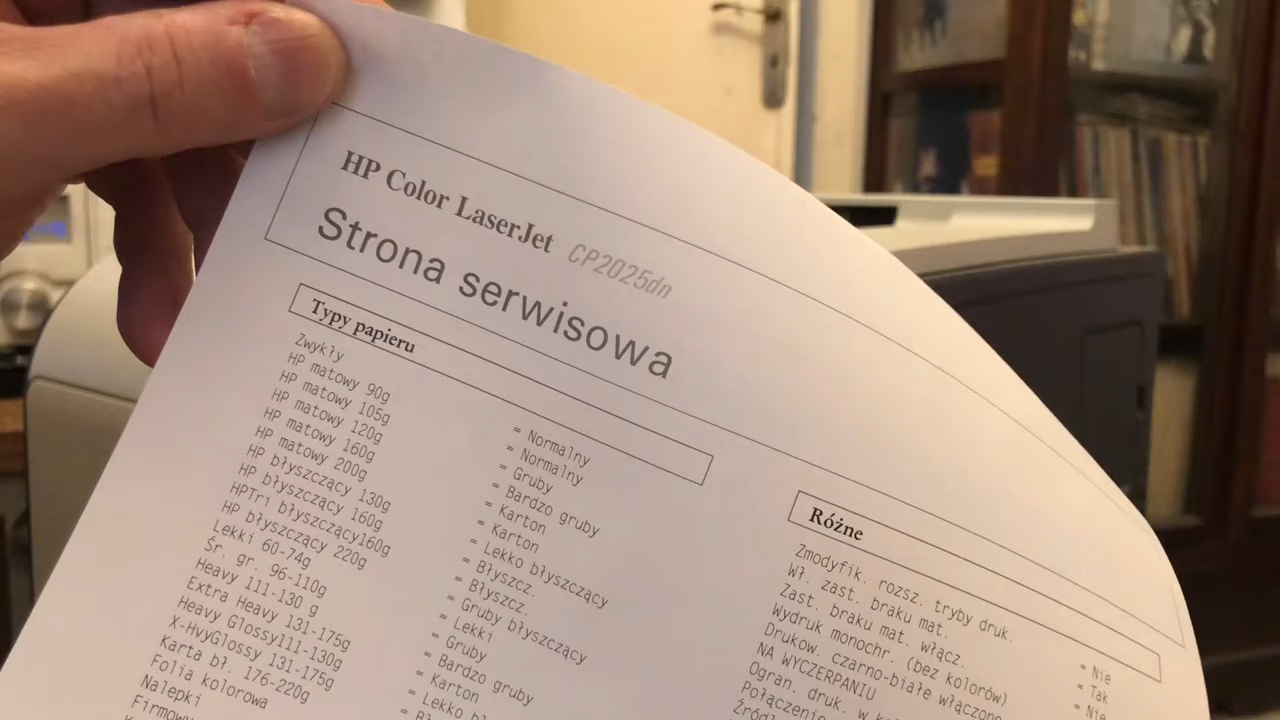 HP Color LaserJet CP2025dn
Strona serwisowa
Typy papieru
Zwykły
HP matowy 90g
HP matowy 105g
HP matowy 120g
HP matowy 160g
HP matowy 200g
HP błyszczący 130g
HP błyszczący 160g
HPTri błyszczący160g
HP błyszczący 220g
Lekki 60-74g
Śr. gr. 96-110g
Heavy 111-130 g
Extra Heavy 131-175g
Heavy Glossy111-130g
X-HvyGlossy 131-175g
Karta bł. 176-220g
Folia kolorowa
Nalepki
= Normalny
= Normalny
= Gruby
= Bardzo gruby
= Karton
= Karton
= Lekko błyszczący
= Błyszcz.
= Błyszcz.
= Gruby błyszczący
= Lekki
= Gruby
= Bardzo gruby
= Karton
Różne
Zmodyfik. rozsz. tryby druk.
Wł. zast. braku mat.
Zast. braku mat. włącz.
Wydruk monochr. (bez kolorów)
Drukow. czarno-białe włączone
NA WYCZERPANIU
Ogran. druk. w
= Nie
= Tak